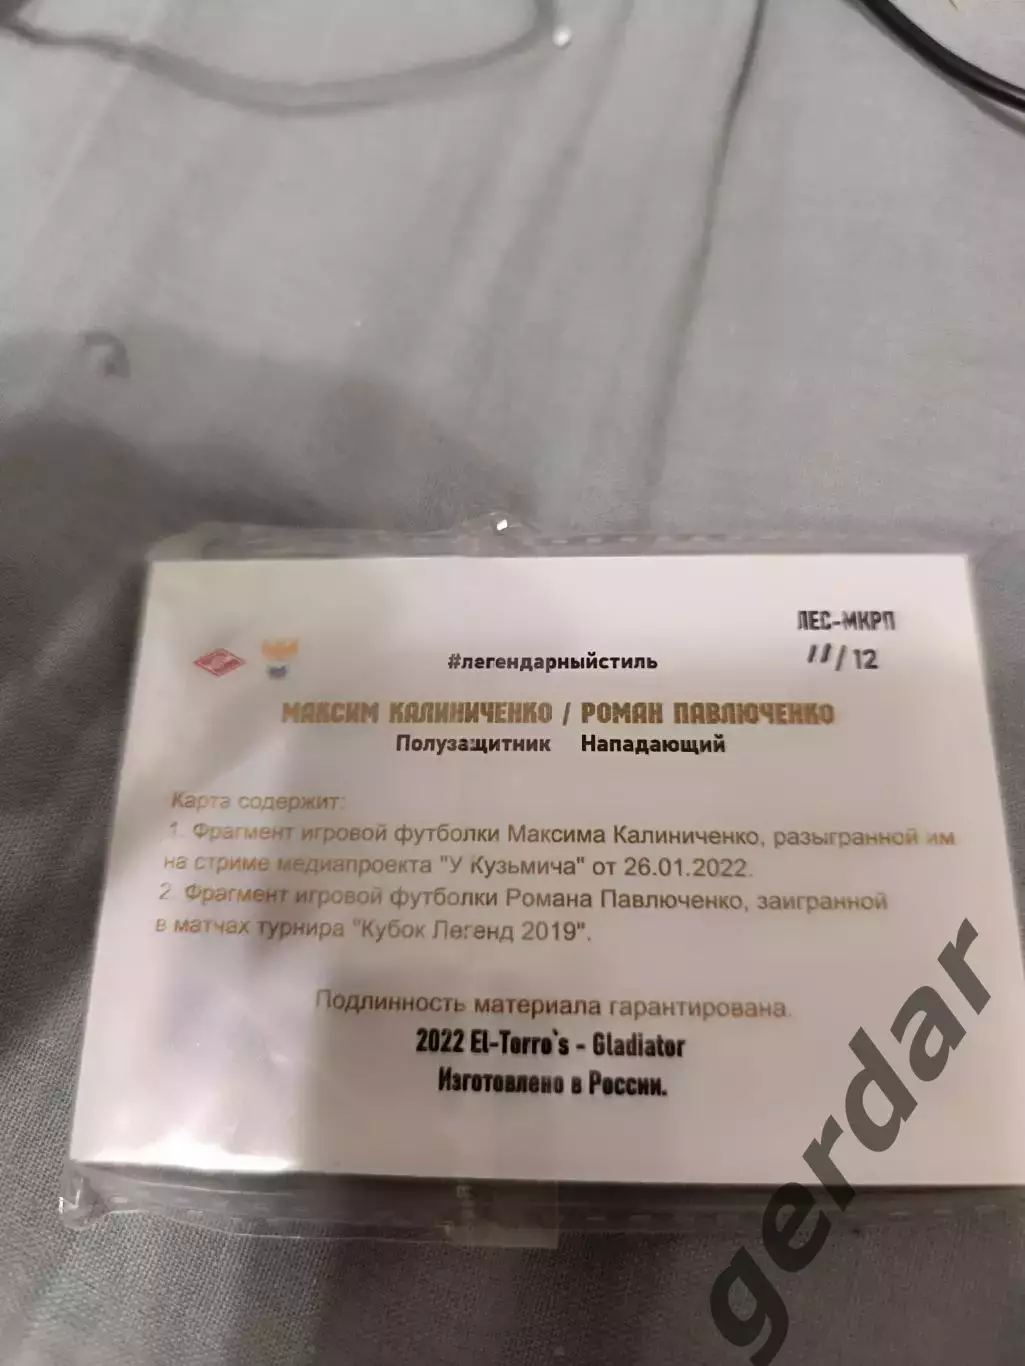 ЛЕС-МКРП
11/12
#легендарныйстиль
МАКСИМ КАЛИНИЧЕНКО / РОМАН ПАВЛЮЧЕНКО
Полузащитник Нападающий
Карта содержит:
1. Фрагмент игровой футболки Максима Калиниченко, разыгранной им
на стриме медиапроекта "У Кузьмича" от 26.01.2022.
2. Фрагмент игровой футболки Романа Павлюченко, заигранной
в матчах турнира "Кубок Легенд 2019".
Подлинность материала гарантирована.
2022 El-Torro`s - Gladiator
Изготовлено в России.
gerdar